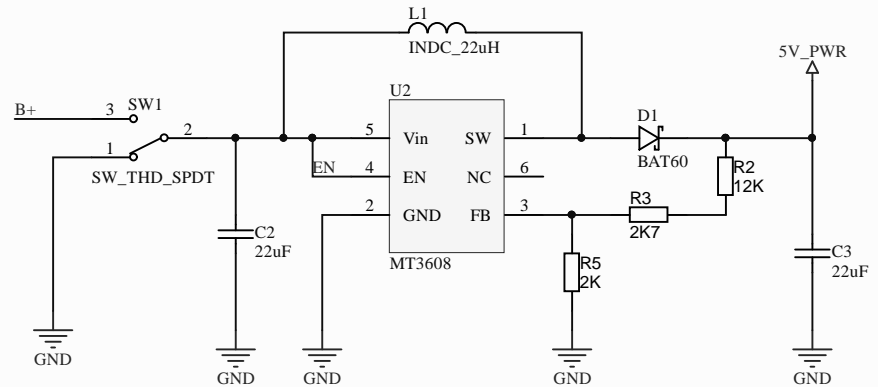 L1
INDC_22uH
5V_PWR
B+
3
SW1
2
1
SW_THD_SPDT
U2
5
Vin
SW
1
EN
4
EN
NC
6
2
GND
FB
3
MT3608
D1
BAT60
R2
12K
R3
2K7
R5
2K
C2
22uF
C3
22uF
GND
GND
GND
GND
GND